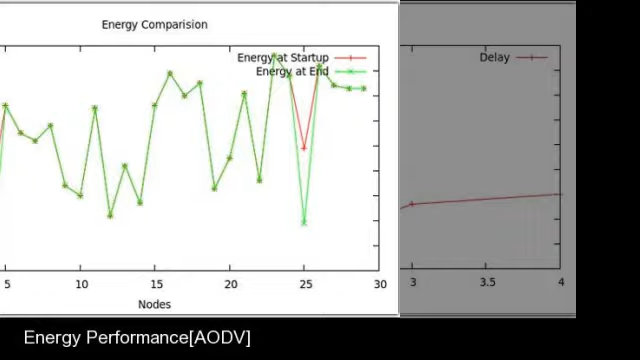 Energy Comparision
Energy at Startup
Energy at End
5 10 15 20 25 30
Nodes
Delay
3 3.5 4
Energy Performance[AODV]